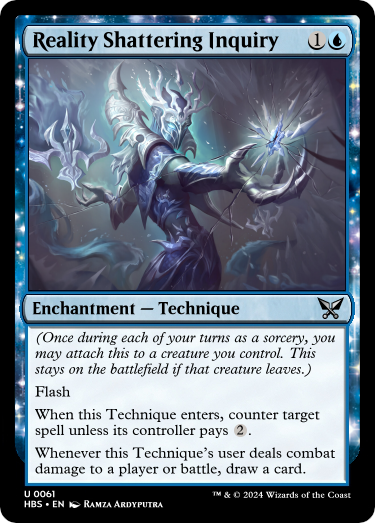 Reality Shattering Inquiry 1
Enchantment — Technique
(Once during each of your turns as a sorcery, you
may attach this to a creature you control. This
stays on the battlefield if that creature leaves.)
Flash
When this Technique enters, counter target
spell unless its controller pays 2.
Whenever this Technique's user deals combat
damage to a player or battle, draw a card.
U 0061
HBS • EN Ramza Ardyputra
™ & © 2024 Wizards of the Coast